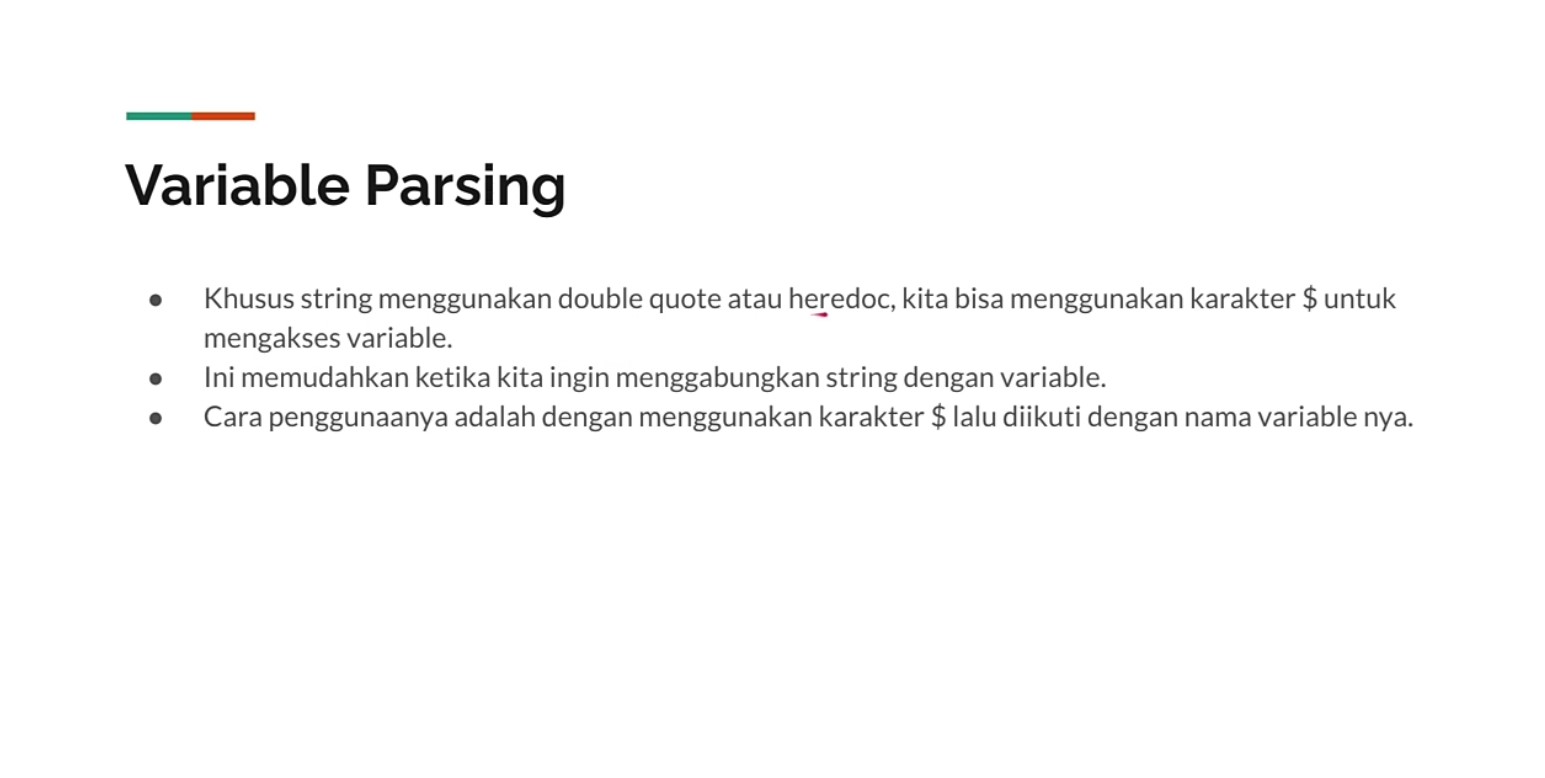 Variable Parsing
● Khusus string menggunakan double quote atau heredoc, kita bisa menggunakan karakter $ untuk
mengakses variable.
● Ini memudahkan ketika kita ingin menggabungkan string dengan variable.
● Cara penggunaanya adalah dengan menggunakan karakter $ lalu diikuti dengan nama variable nya.